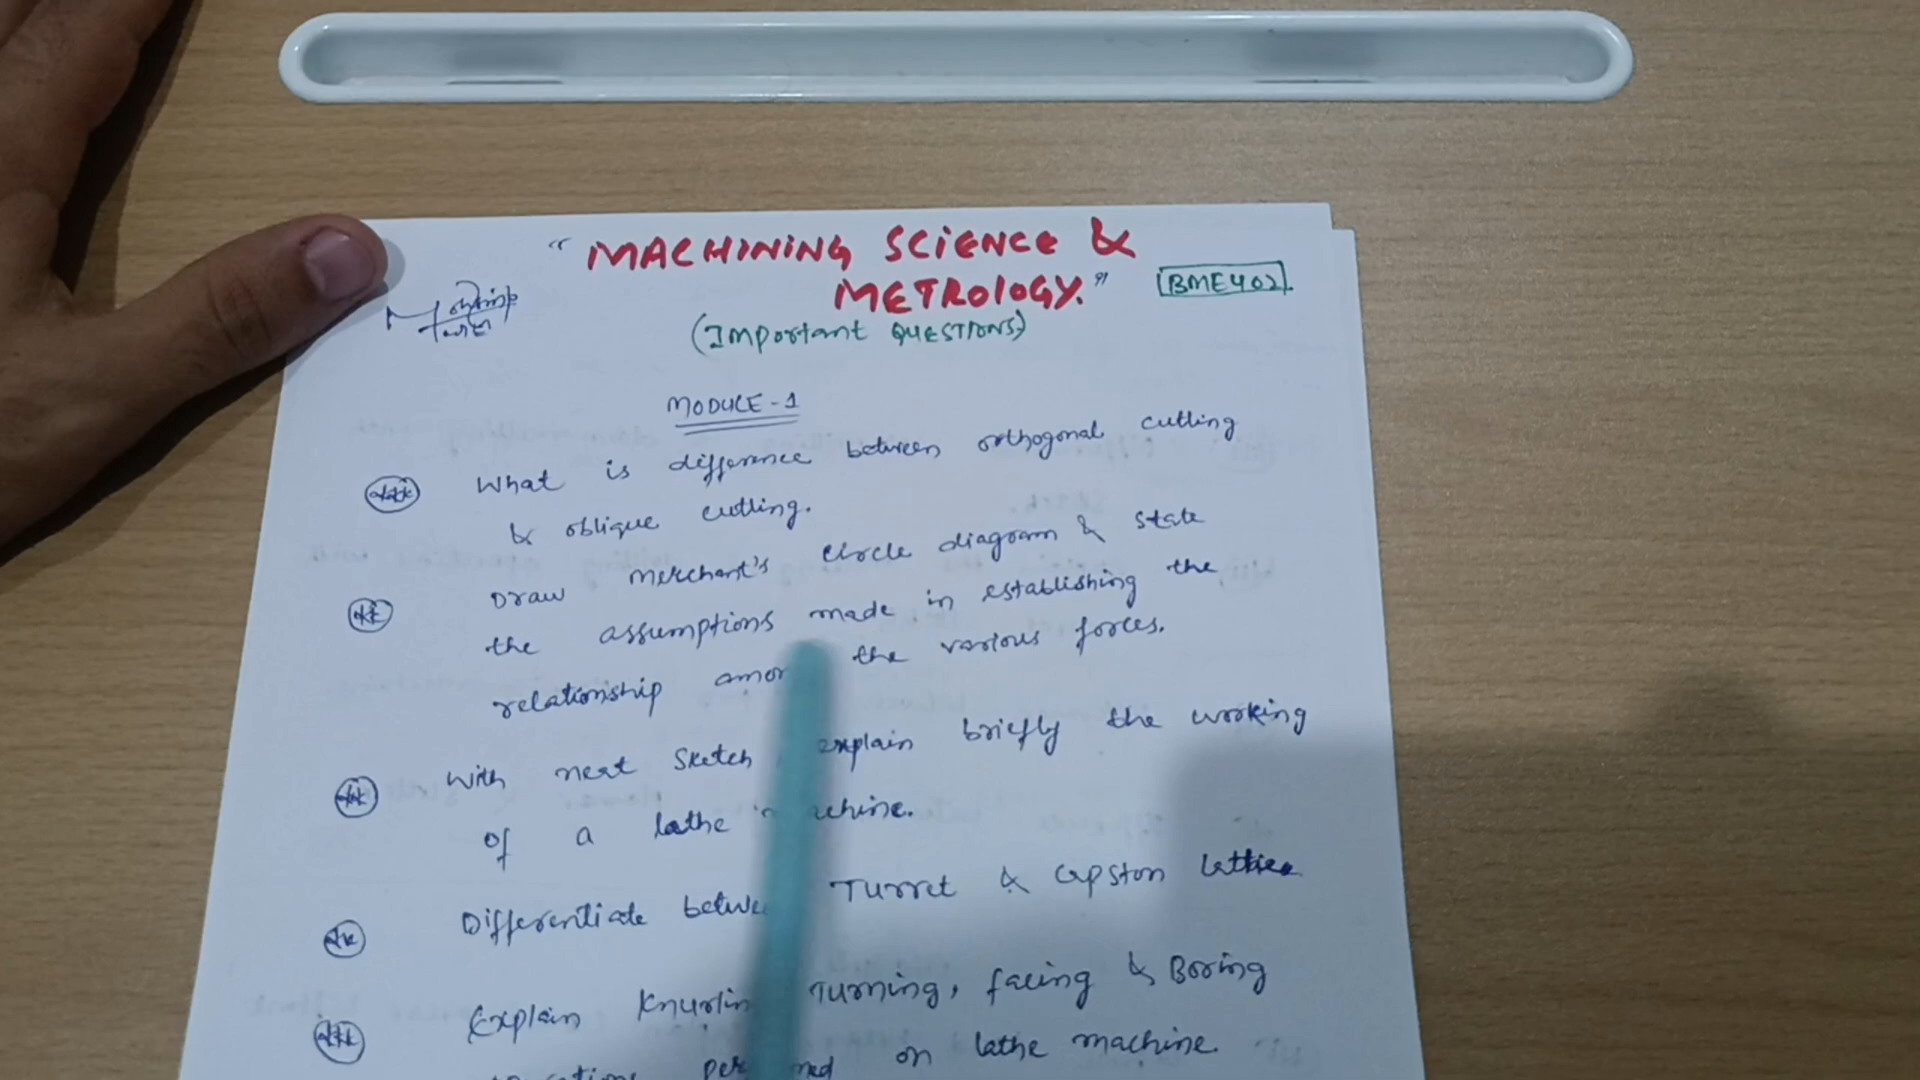 "MACHINING SCIENCE &
METROLOGY."
BME402
(IMPORTANT QUESTIONS)
MODULE-1
What is difference between orthogonal cutting
& oblique cutting.
Draw merchant's circle diagram & state
the assumptions made in establishing the
relationship the various forces.
With neat sketch explain briefly the working
of a lathe
Differentiate Turret & Capston lathe
Explain Turning, facing & Boring
on lathe machine.